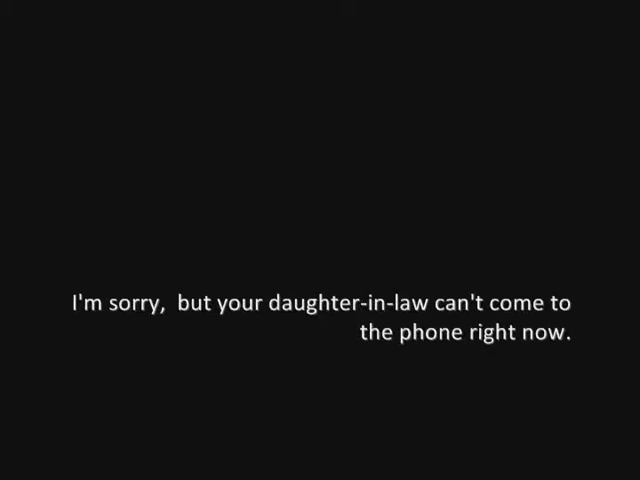 I'm sorry,  but your daughter-in-law can't come to
the phone right now.